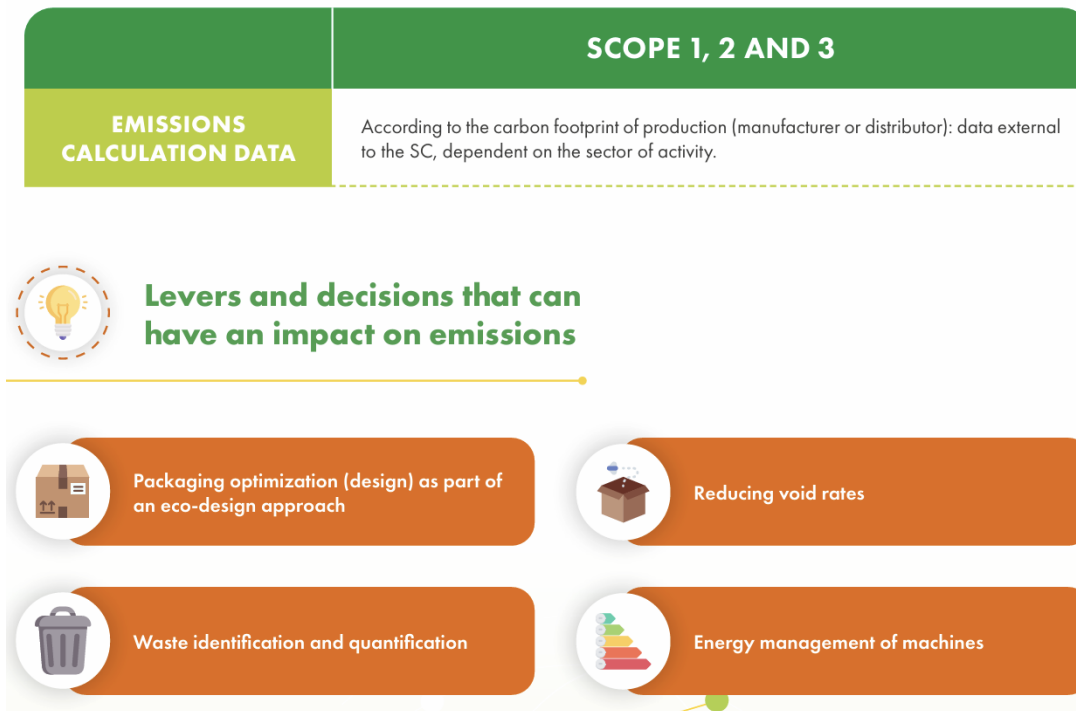 SCOPE 1, 2 AND 3
EMISSIONS
CALCULATION DATA
According to the carbon footprint of production (manufacturer or distributor): data external
to the SC, dependent on the sector of activity.
Levers and decisions that can
have an impact on emissions
Packaging optimization (design) as part of
an eco-design approach
Reducing void rates
Waste identification and quantification
Energy management of machines